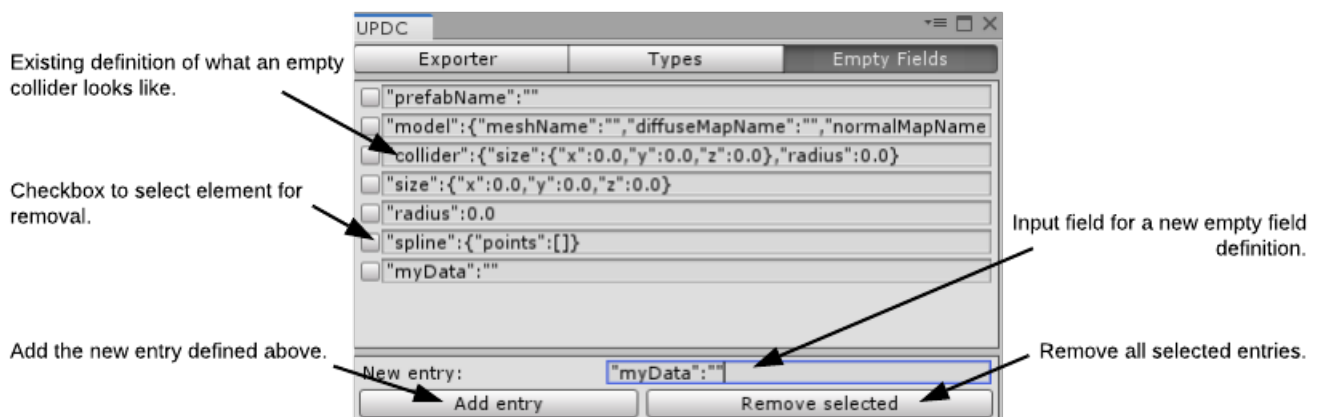 UPDC
Exporter
Types
Empty Fields
Existing definition of what an empty
collider looks like.
"prefabName":""
"model":{"meshName":"","diffuseMapName":"","normalMapName
"collider":{"size":{"x":0.0,"y":0.0,"z":0.0},"radius":0.0}
"size":{"x":0.0,"y":0.0,"z":0.0}
"radius":0.0
"spline":{"points":[]}
"myData":""
Checkbox to select element for
removal.
Input field for a new empty field
definition.
Add the new entry defined above.
New entry:
"myData":""
Remove all selected entries.
Add entry
Remove selected